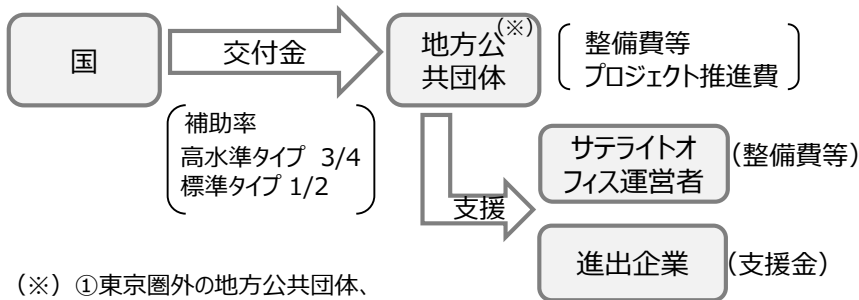 国
交付金
地方公(※)
共団体
整備費等
プロジェクト推進費
補助率
高水準タイプ 3/4
標準タイプ 1/2
サテライトオ
フィス運営者
(整備費等)
支援
進出企業
(支援金)
(※)①東京圏外の地方公共団体、